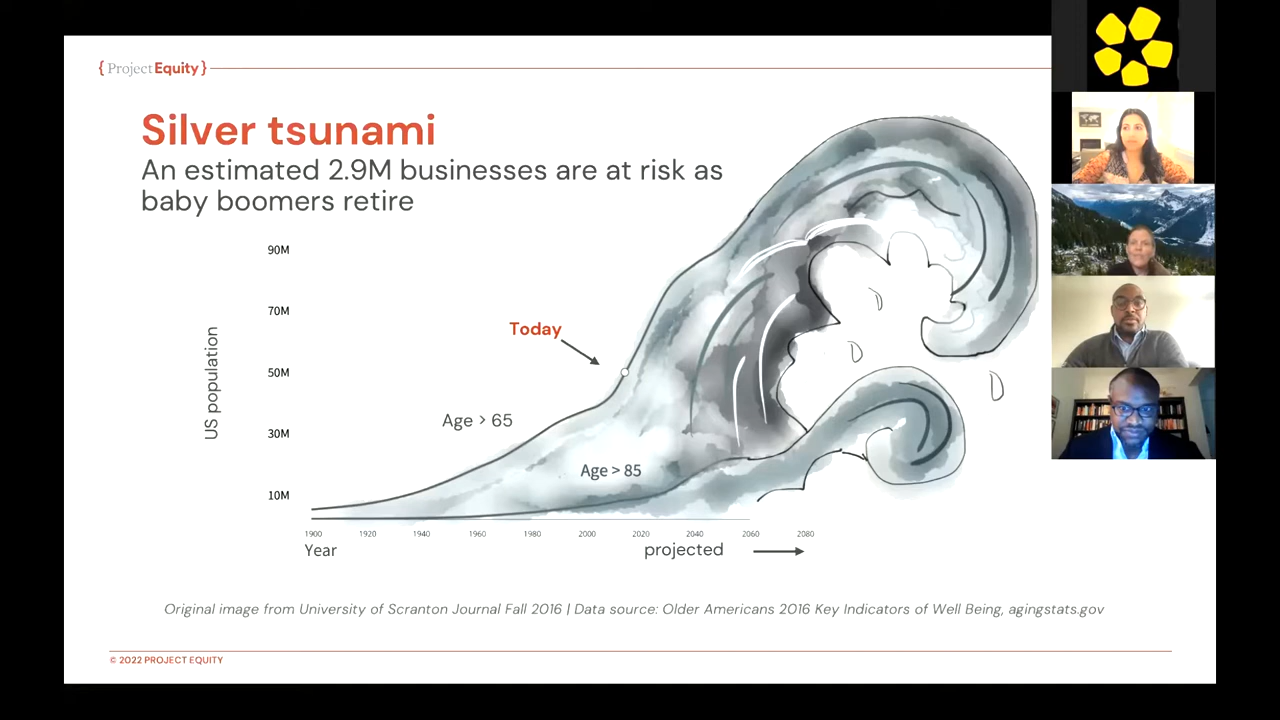 { Project Equity }
Silver tsunami
An estimated 2.9M businesses are at risk as
baby boomers retire
90M
70M
50M
30M
10M
US population
Today
Age > 65
Age > 85
1900 1920 1940 1960 1980 2000 2020 2040 2060 2080
Year
projected
Original image from University of Scranton Journal Fall 2016 | Data source: Older Americans 2016 Key Indicators of Well Being, agingstats.gov
© 2022 PROJECT EQUITY